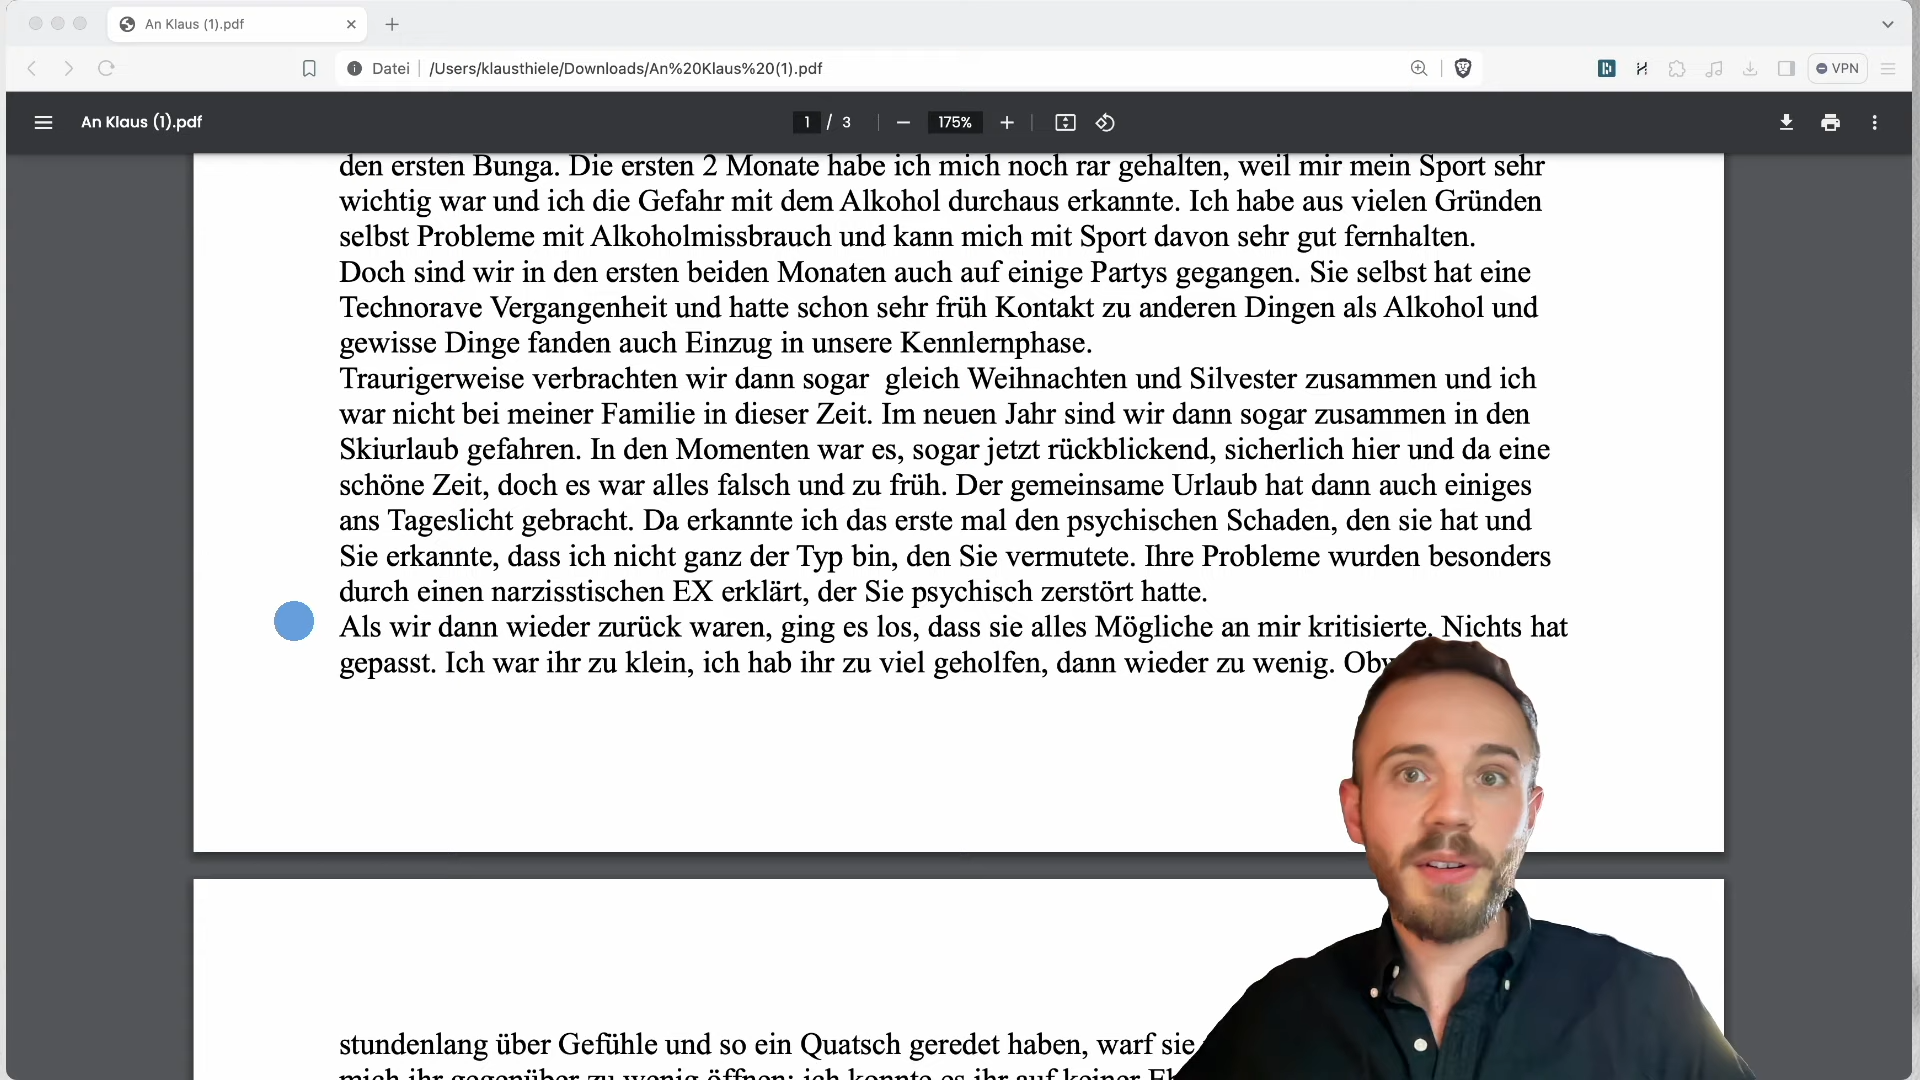 An Klaus (1).pdf
Datei /Users/klausthiele/Downloads/An%20Klaus%20(1).pdf
VPN
An Klaus (1).pdf
1 / 3
175%
den ersten Bunga. Die ersten 2 Monate habe ich mich noch rar gehalten, weil mir mein Sport sehr
wichtig war und ich die Gefahr mit dem Alkohol durchaus erkannte. Ich habe aus vielen Gründen
selbst Probleme mit Alkoholmissbrauch und kann mich mit Sport davon sehr gut fernhalten.
Doch sind wir in den ersten beiden Monaten auch auf einige Partys gegangen. Sie selbst hat eine
Technorave Vergangenheit und hatte schon sehr früh Kontakt zu anderen Dingen als Alkohol und
gewisse Dinge fanden auch Einzug in unsere Kennlernphase.
Traurigerweise verbrachten wir dann sogar gleich Weihnachten und Silvester zusammen und ich
war nicht bei meiner Familie in dieser Zeit. Im neuen Jahr sind wir dann sogar zusammen in den
Skiurlaub gefahren. In den Momenten war es, sogar jetzt rückblickend, sicherlich hier und da eine
schöne Zeit, doch es war alles falsch und zu früh. Der gemeinsame Urlaub hat dann auch einiges
ans Tageslicht gebracht. Da erkannte ich das erste mal den psychischen Schaden, den sie hat und
Sie erkannte, dass ich nicht ganz der Typ bin, den Sie vermutete. Ihre Probleme wurden besonders
durch einen narzisstischen EX erklärt, der Sie psychisch zerstört hatte.
Als wir dann wieder zurück waren, ging es los, dass sie alles Mögliche an mir kritisierte. Nichts hat
gepasst. Ich war ihr zu klein, ich hab ihr zu viel geholfen, dann wieder zu wenig.
stundenlang über Gefühle und so ein Quatsch geredet haben, warf sie
mich ihr gegenüber zu wenig öffnen; ich konnte es ihr auf keiner